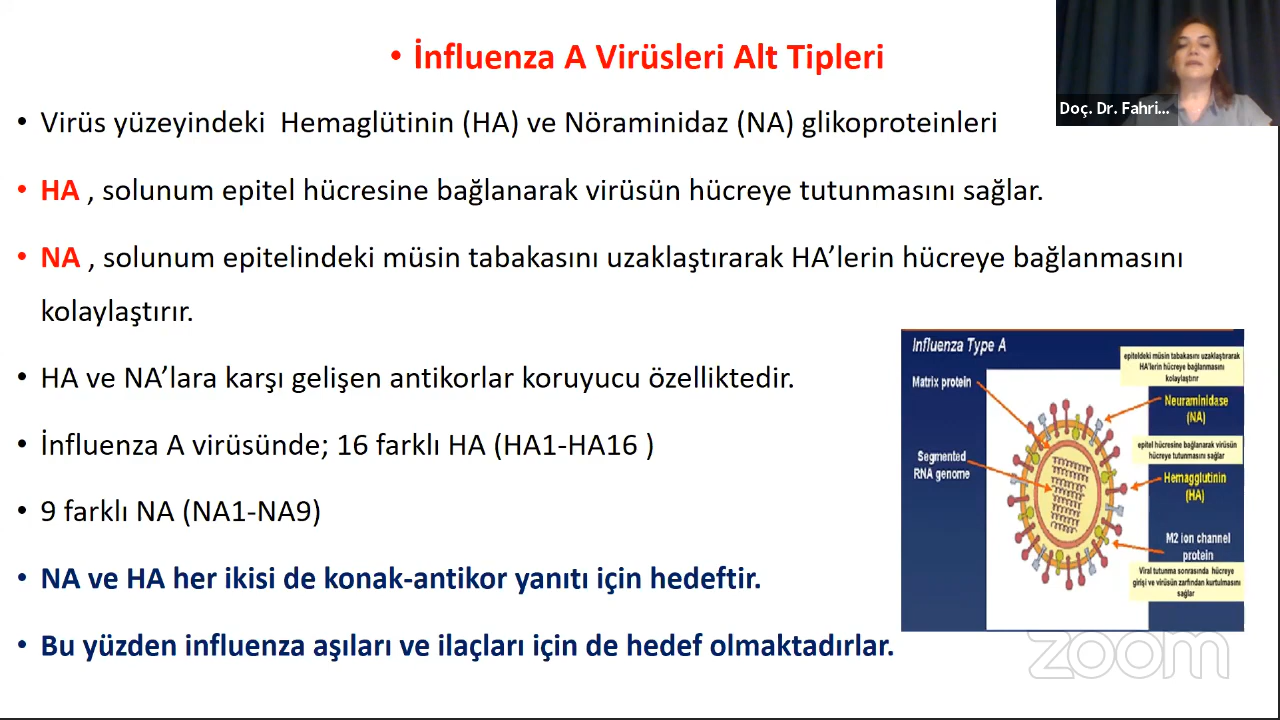 • İnfluenza A Virüsleri Alt Tipleri
Doç. Dr. Fahri...
• Virüs yüzeyindeki Hemaglütinin (HA) ve Nöraminidaz (NA) glikoproteinleri
• HA , solunum epitel hücresine bağlanarak virüsün hücreye tutunmasını sağlar.
• NA , solunum epitelindeki müsin tabakasını uzaklaştırarak HA’lerin hücreye bağlanmasını
kolaylaştırır.
• HA ve NA’lara karşı gelişen antikorlar koruyucu özelliktedir.
• İnfluenza A virüsünde; 16 farklı HA (HA1-HA16 )
• 9 farklı NA (NA1-NA9)
• NA ve HA her ikisi de konak-antikor yanıtı için hedeftir.
• Bu yüzden influenza aşıları ve ilaçları için de hedef olmaktadırlar.
Influenza Type A
Matrix protein
Segmented
RNA genome
epiteldeki müsin tabakasını uzaklaştırarak
HA'lerin hücreye bağlanmasını
kolaylaştırır
Neuraminidase
(NA)
epitel hücresine bağlanarak virüsün
hücreye tutunmasını sağlar
Hemagglutinin
(HA)
M2 ion channel
protein
Viral tutunma sonrasında hücreye
girişi ve virüsün zarfından kurtulmasını
sağlar
zoom